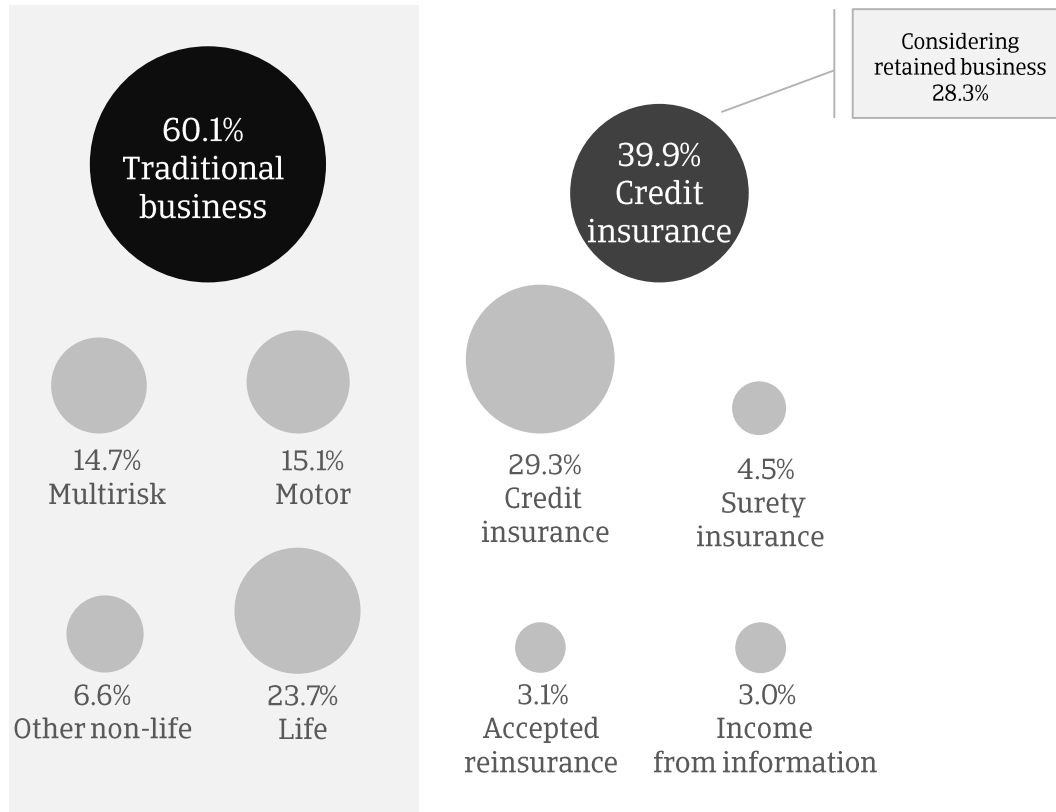 60.1%
Traditional
business
39.9%
Credit
insurance
Considering
retained business
28.3%
14.7%
Multirisk
15.1%
Motor
29.3%
Credit
insurance
4.5%
Surety
insurance
6.6%
Other non-life
23.7%
Life
3.1%
Accepted
reinsurance
3.0%
Income
from information